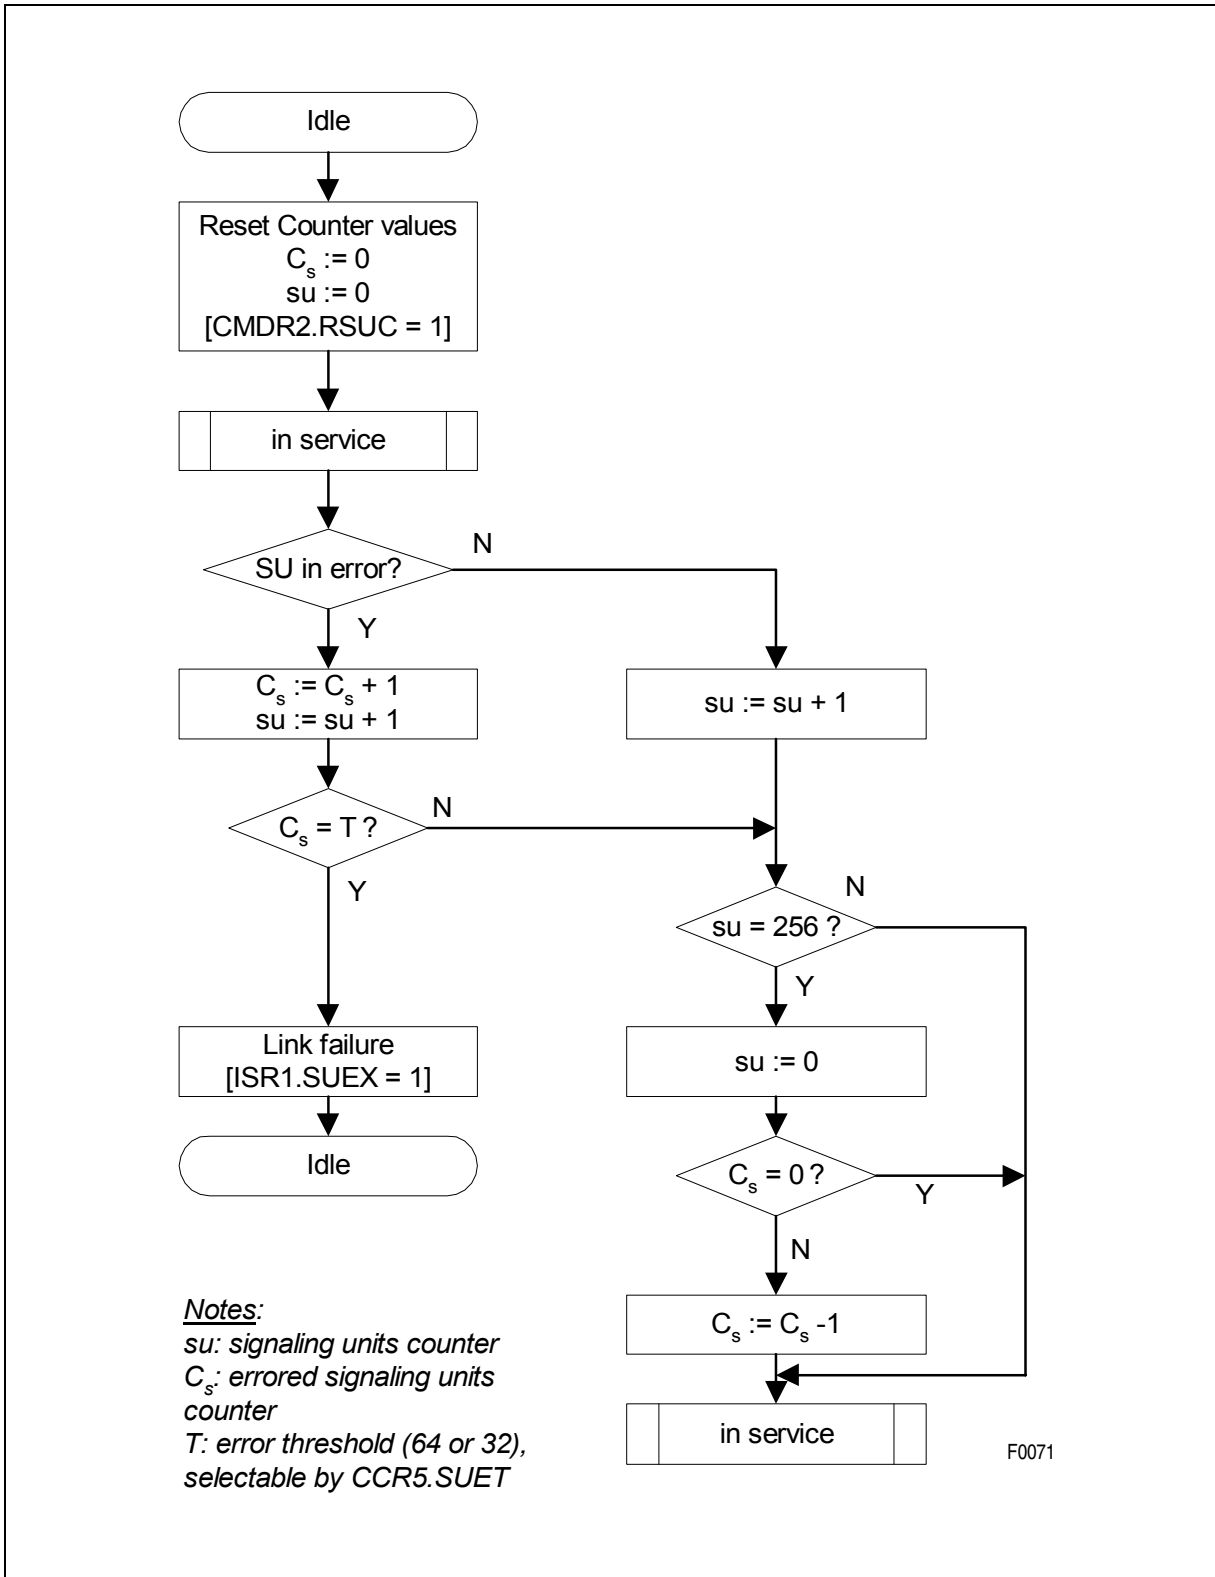 Idle
Reset Counter values
Cs := 0
su := 0
[CMDR2.RSUC = 1]
in service
SU in error?
N
Y
Cs := Cs + 1
su := su + 1
su := su + 1
Cs = T ?
N
Y
su = 256 ?
N
Y
Link failure
[ISR1.SUEX = 1]
su := 0
Idle
Cs = 0 ?
Y
N
Cs := Cs -1
in service
Notes:
su: signaling units counter
Cs: errored signaling units
counter
T: error threshold (64 or 32),
selectable by CCR5.SUET
F0071